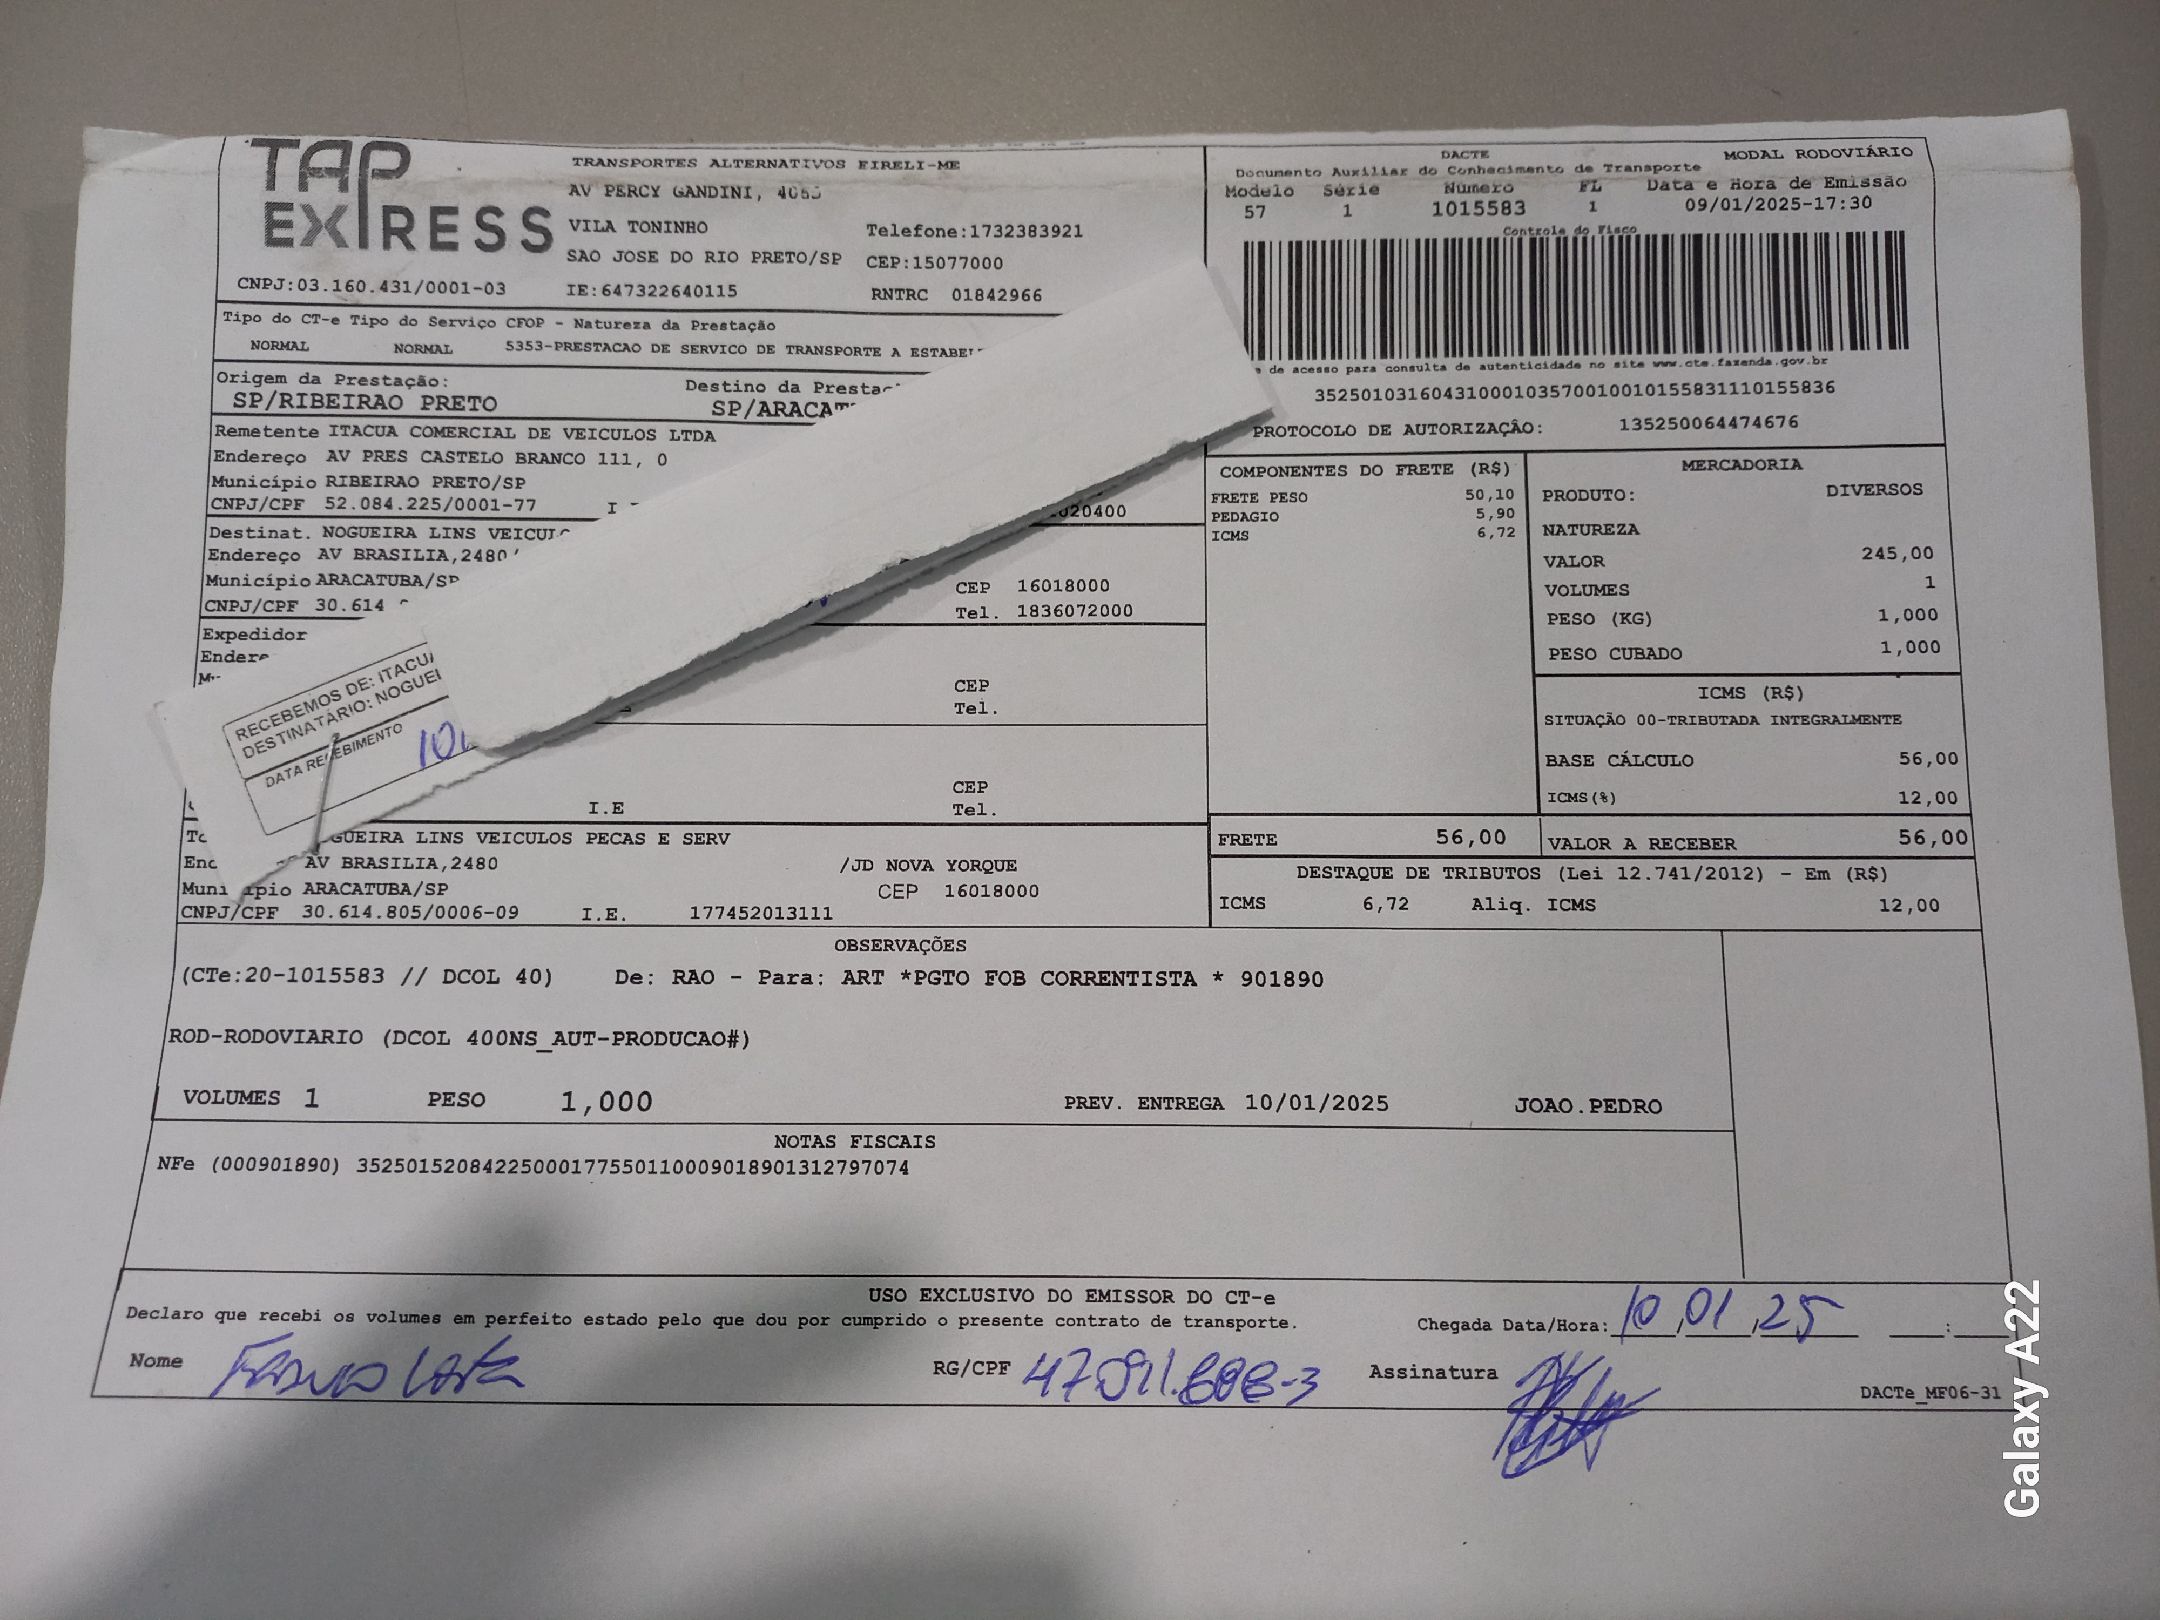 TAP EXPRESS
TRANSPORTES ALTERNATIVOS EIRELI-ME
AV PERCY GANDINI,
VILA TONINHO Telefone:1732383921
SAO JOSE DO RIO PRETO/SP CEP:15077000
CNPJ:03.160.431/0001-03 IE:647322640115 RNTRC 01842966
DACTE MODAL RODOVIÁRIO
Documento Auxiliar do Conhecimento de Transporte
Modelo Série Número FL Data e Hora de Emissão
57 1 1015583 1 09/01/2025-17:30
Controle do Fisco
de acesso para consulta de autenticidade no site www.cte.fazenda.gov.br
35250103160431000103570010010155831110155836
PROTOCOLO DE AUTORIZAÇÃO: 135250064474676
Tipo do CT-e Tipo do Serviço CFOP - Natureza da Prestação
NORMAL NORMAL 5353-PRESTACAO DE SERVICO DE TRANSPORTE A
Origem da Prestação: Destino da
SP/RIBEIRAO PRETO
Remetente ITACUA COMERCIAL DE VEICULOS LTDA
Endereço AV PRES CASTELO BRANCO 111, 0
Município RIBEIRAO PRETO/SP
CNPJ/CPF 52.084.225/0001-77 I 020400
Destinat. NOGUEIRA LINS
Endereço AV BRASILIA,2480
Município ARACATUBA/SP CEP 16018000
CNPJ/CPF 30.614 Tel. 1836072000
Expedidor
CEP
Tel.
RECEBEMOS DE:
DESTINATÁRIO:
DATA RECEBIMENTO
CEP
I.E Tel.
GUEIRA LINS VEICULOS PECAS E SERV
AV BRASILIA,2480 /JD NOVA YORQUE
Município ARACATUBA/SP CEP 16018000
CNPJ/CPF 30.614.805/0006-09 I.E. 177452013111
COMPONENTES DO FRETE (R$)
FRETE PESO 50,10
PEDAGIO 5,90
ICMS 6,72
MERCADORIA
PRODUTO: DIVERSOS
NATUREZA
VALOR 245,00
VOLUMES 1
PESO (KG) 1,000
PESO CUBADO 1,000
ICMS (R$)
SITUAÇÃO 00-TRIBUTADA INTEGRALMENTE
BASE CÁLCULO 56,00
ICMS(%) 12,00
FRETE 56,00 VALOR A RECEBER 56,00
DESTAQUE DE TRIBUTOS (Lei 12.741/2012) - Em (R$)
ICMS 6,72 Aliq. ICMS 12,00
OBSERVAÇÕES
(CTe:20-1015583 // DCOL 40) De: RAO - Para: ART *PGTO FOB CORRENTISTA * 901890
ROD-RODOVIARIO (DCOL 400NS_AUT-PRODUCAO#)
VOLUMES 1 PESO 1,000 PREV. ENTREGA 10/01/2025 JOAO.PEDRO
NOTAS FISCAIS
NFe (000901890) 35250152084225000177550110009018901312797074
USO EXCLUSIVO DO EMISSOR DO CT-e
Declaro que recebi os volumes em perfeito estado pelo que dou por cumprido o presente contrato de transporte. Chegada Data/Hora: 10,01,25 :
Nome RG/CPF Assinatura
DACTe_MF06-31
Galaxy A22